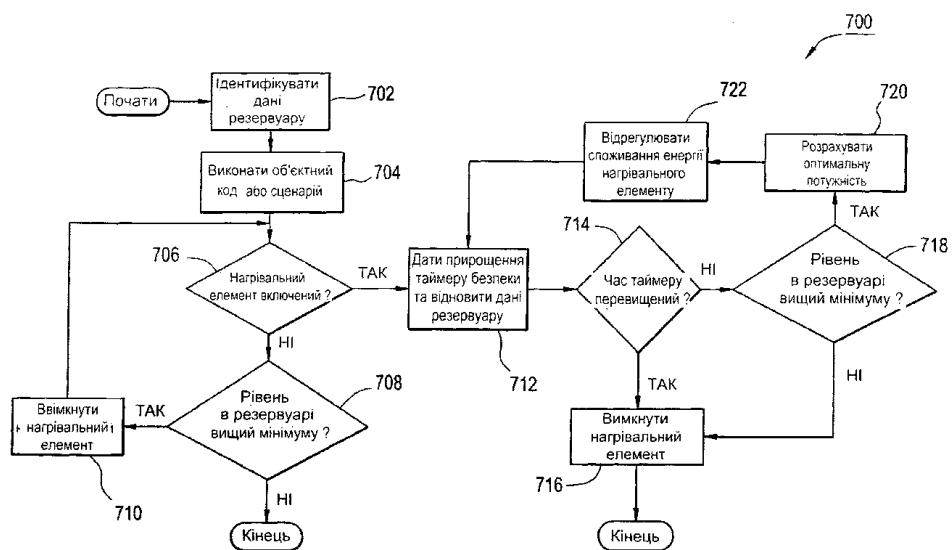 700
Почати
Ідентифікувати
дані
резервуару
702
Виконати об'єктний
код або сценарій
704
706
Нагрівальний
елемент включений ?
ТАК
НІ
Рівень
в резервуарі
вищий мінімуму ?
708
ТАК
НІ
Ввімкнути
нагрівальний
елемент
710
Кінець
Дати прирощення
таймеру безпеки
та відновити дані
резервуару
712
714
Час таймеру
перевищений ?
НІ
ТАК
Вимкнути
нагрівальний
елемент
716
Кінець
Рівень
в резервуарі
вищий мінімуму ?
718
ТАК
НІ
Розрахувати
оптимальну
потужність
720
Відрегулювати
споживання енергії
нагрівального
елементу
722